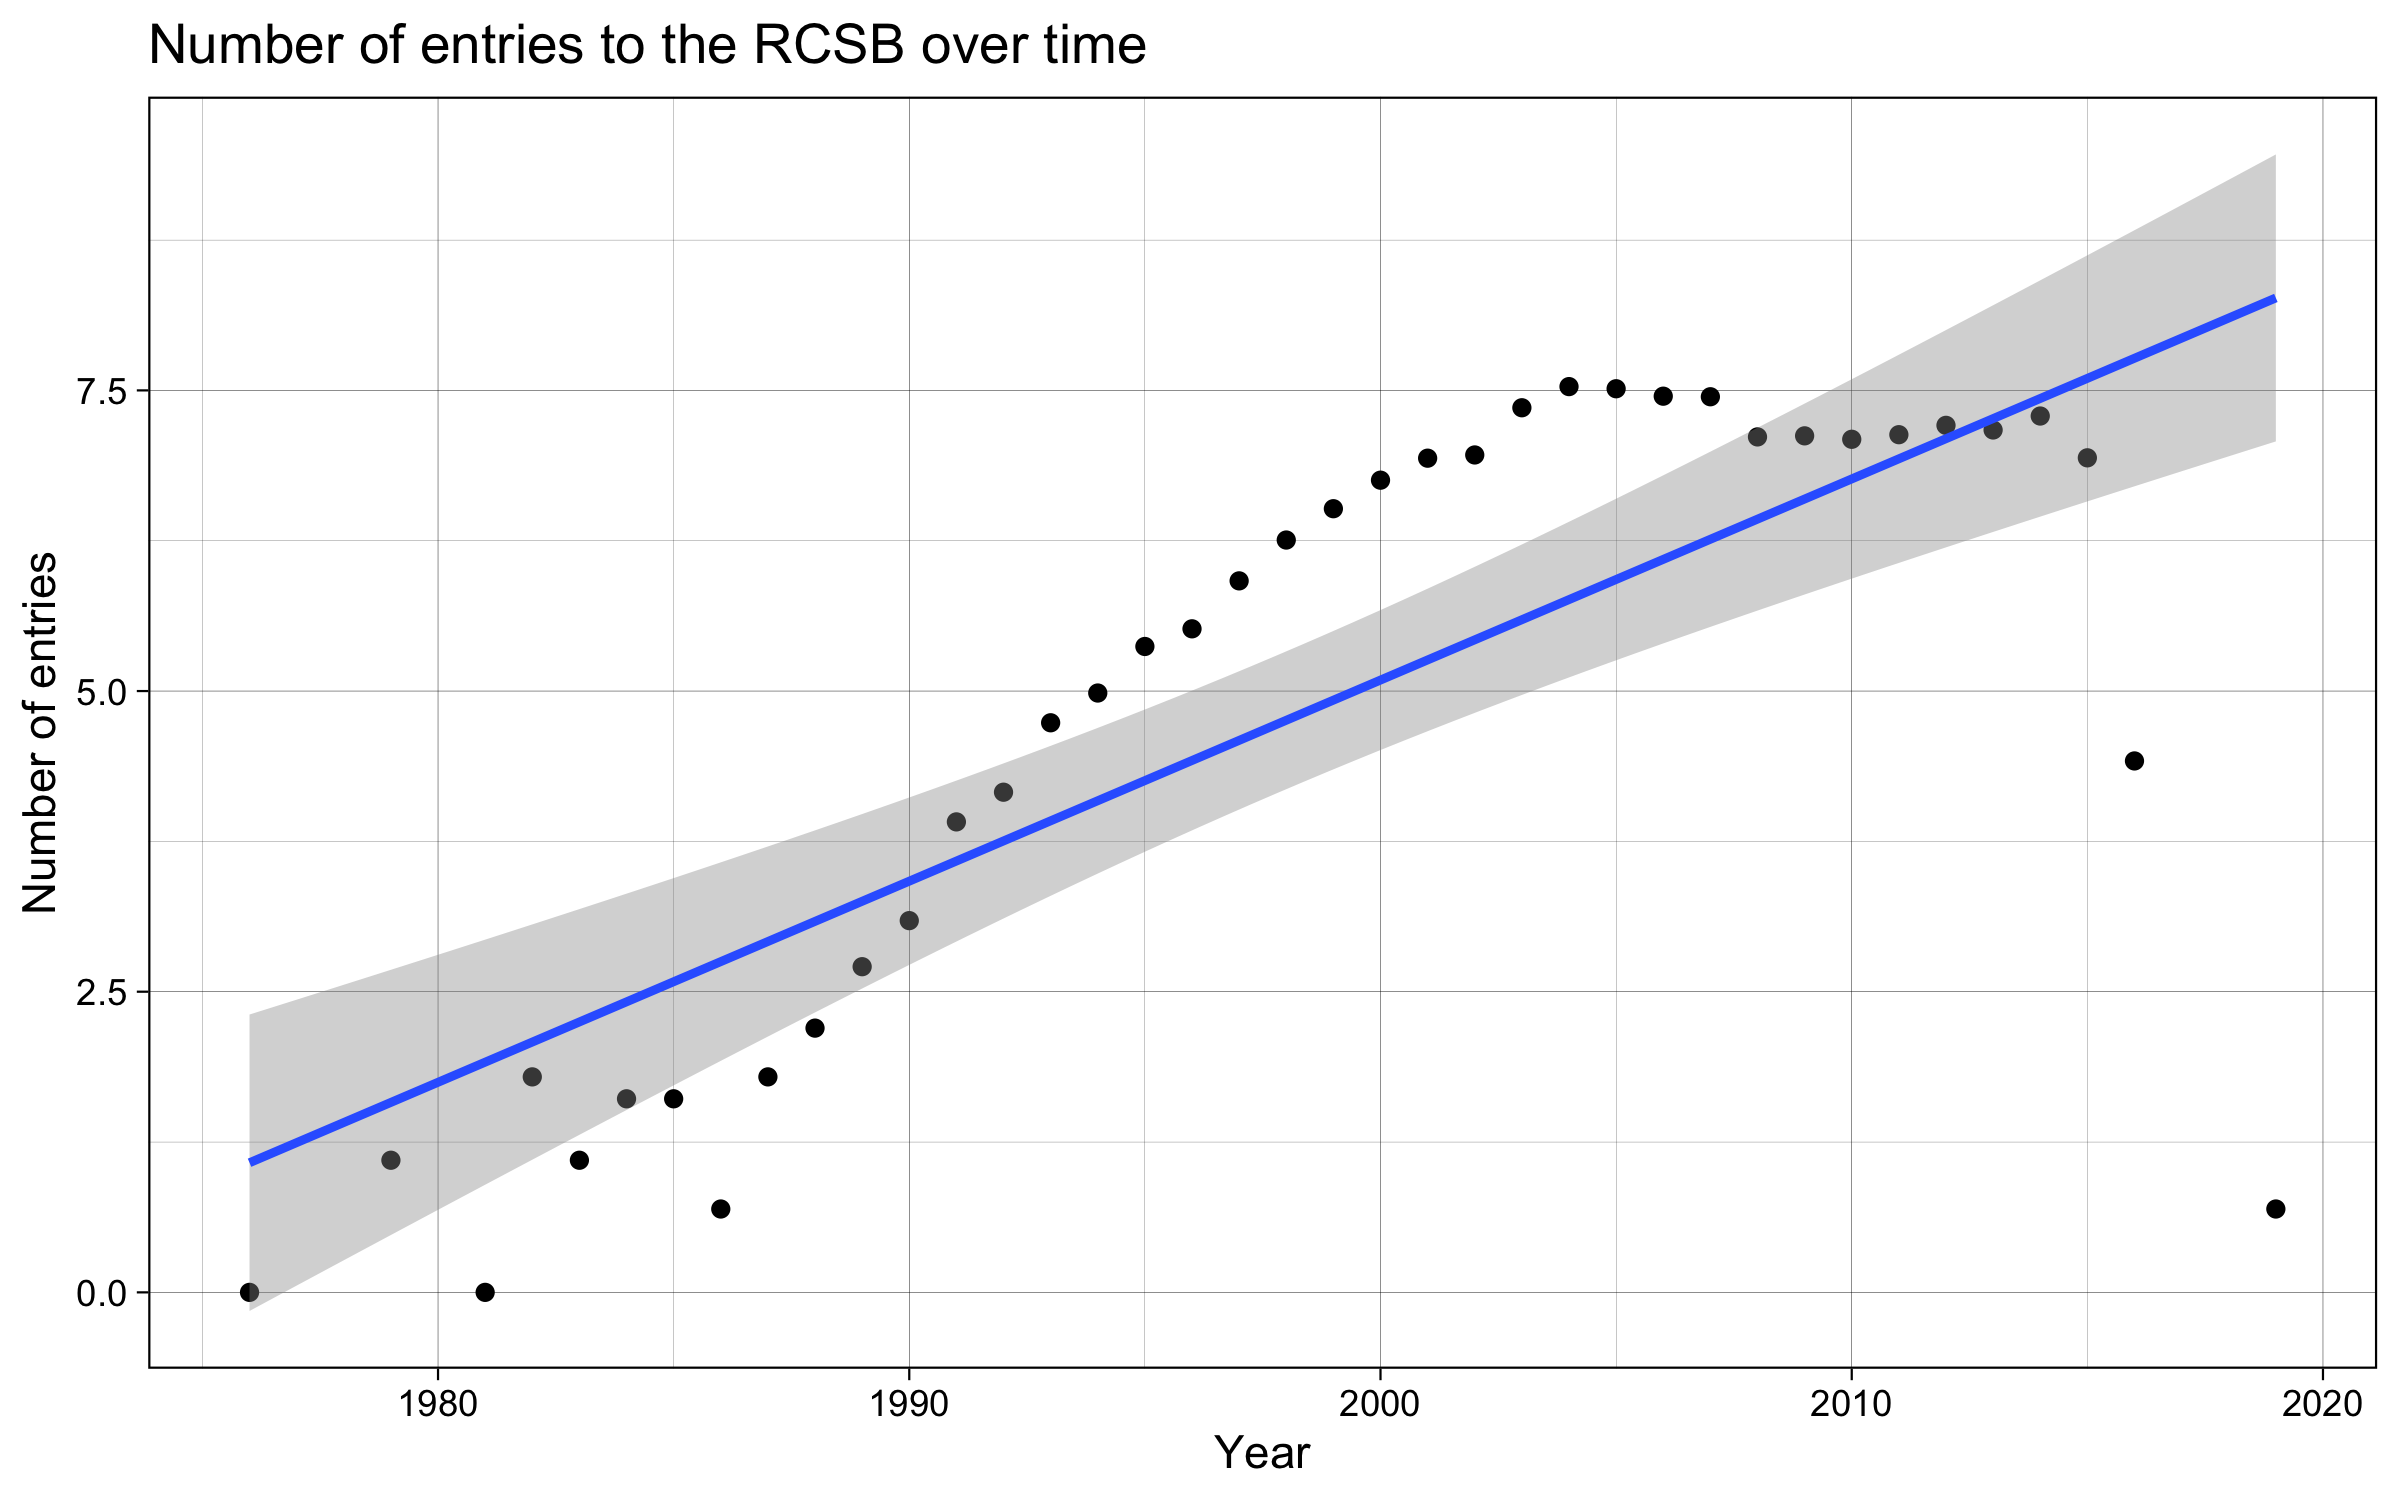 Number of entries to the RCSB over time
Number of entries
7.5
5.0
2.5
0.0
1980 1990 2000 2010 2020
Year